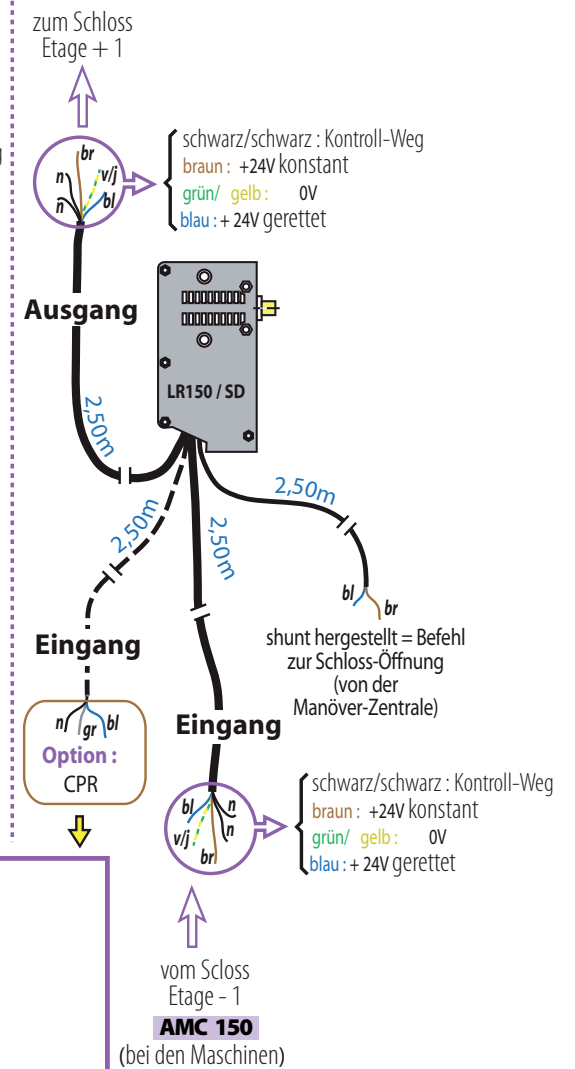 zum Schloss
Etage + 1
br
n
v/j
n
bl
schwarz/schwarz : Kontroll-Weg
braun : +24V konstant
grün/ gelb : 0V
blau : + 24V gerettet
Ausgang
LR150 / SD
2,50m
2,50m
2,50m
2,50m
bl
br
shunt hergestellt = Befehl
zur Schloss-Öffnung
(von der
Manöver-Zentrale)
Eingang
n
gr
bl
Option :
CPR
Eingang
bl
n
v/j
n
br
schwarz/schwarz : Kontroll-Weg
braun : +24V konstant
grün/ gelb : 0V
blau : + 24V gerettet
vom Scloss
Etage - 1
AMC 150
(bei den Maschinen)